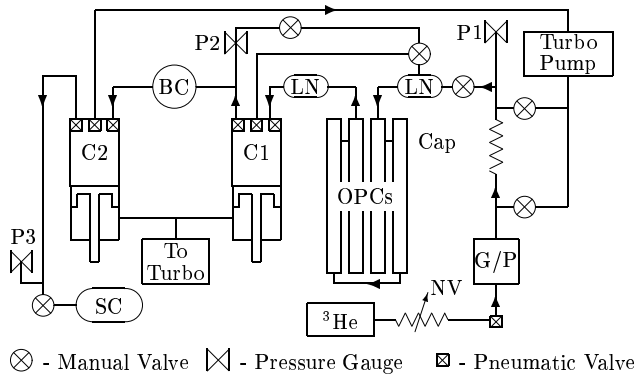 P2
P1
Turbo
Pump
BC
LN
LN
C2
C1
Cap
OPCs
P3
To
Turbo
G/P
SC
³He
NV
- Manual Valve
- Pressure Gauge
- Pneumatic Valve